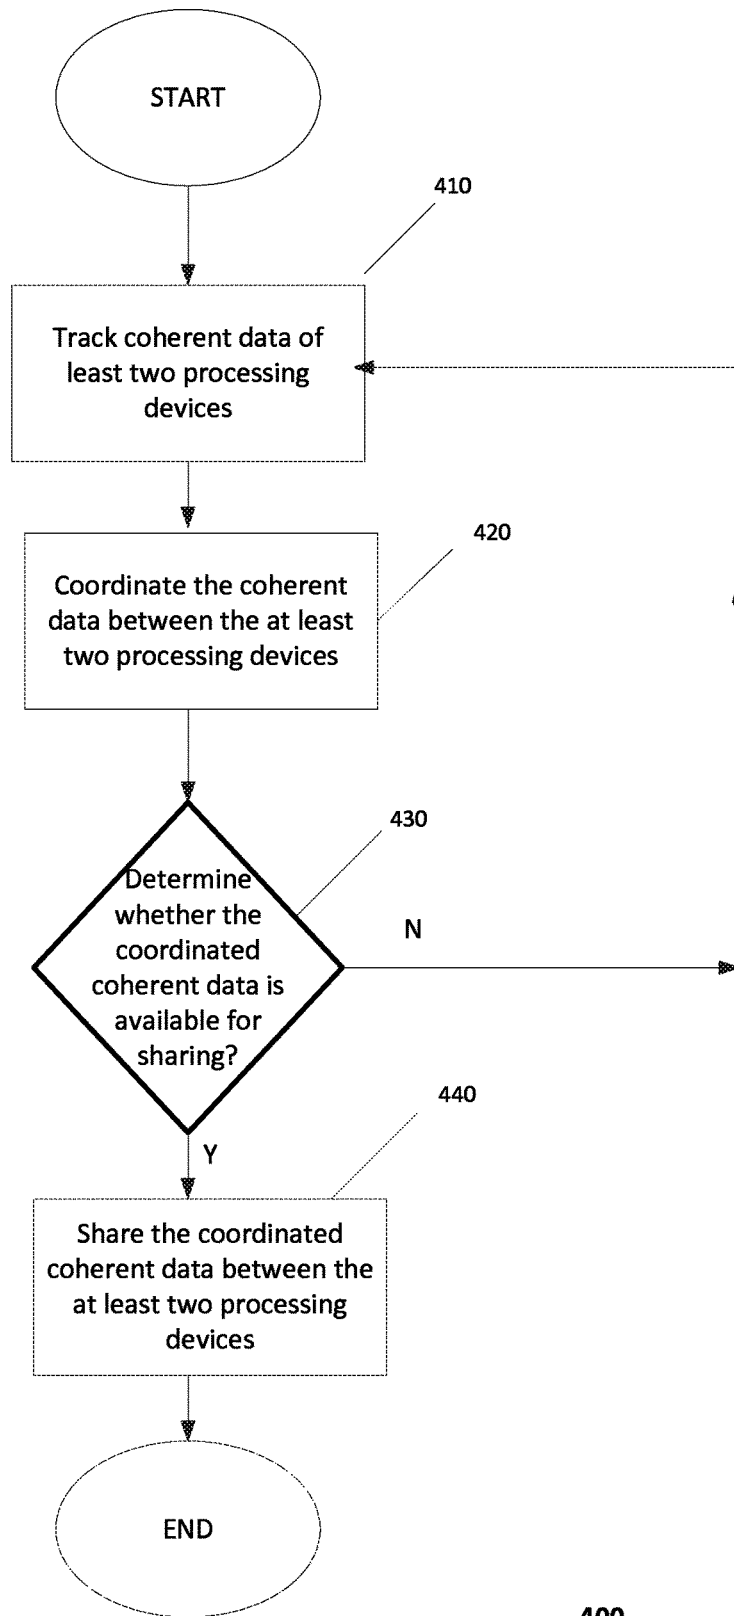 START
410
Track coherent data of
least two processing
devices
420
Coordinate the coherent
data between the at least
two processing devices
430
Determine
whether the
coordinated
coherent data is
available for
sharing?
N
440
Y
Share the coordinated
coherent data between the
at least two processing
devices
END
400